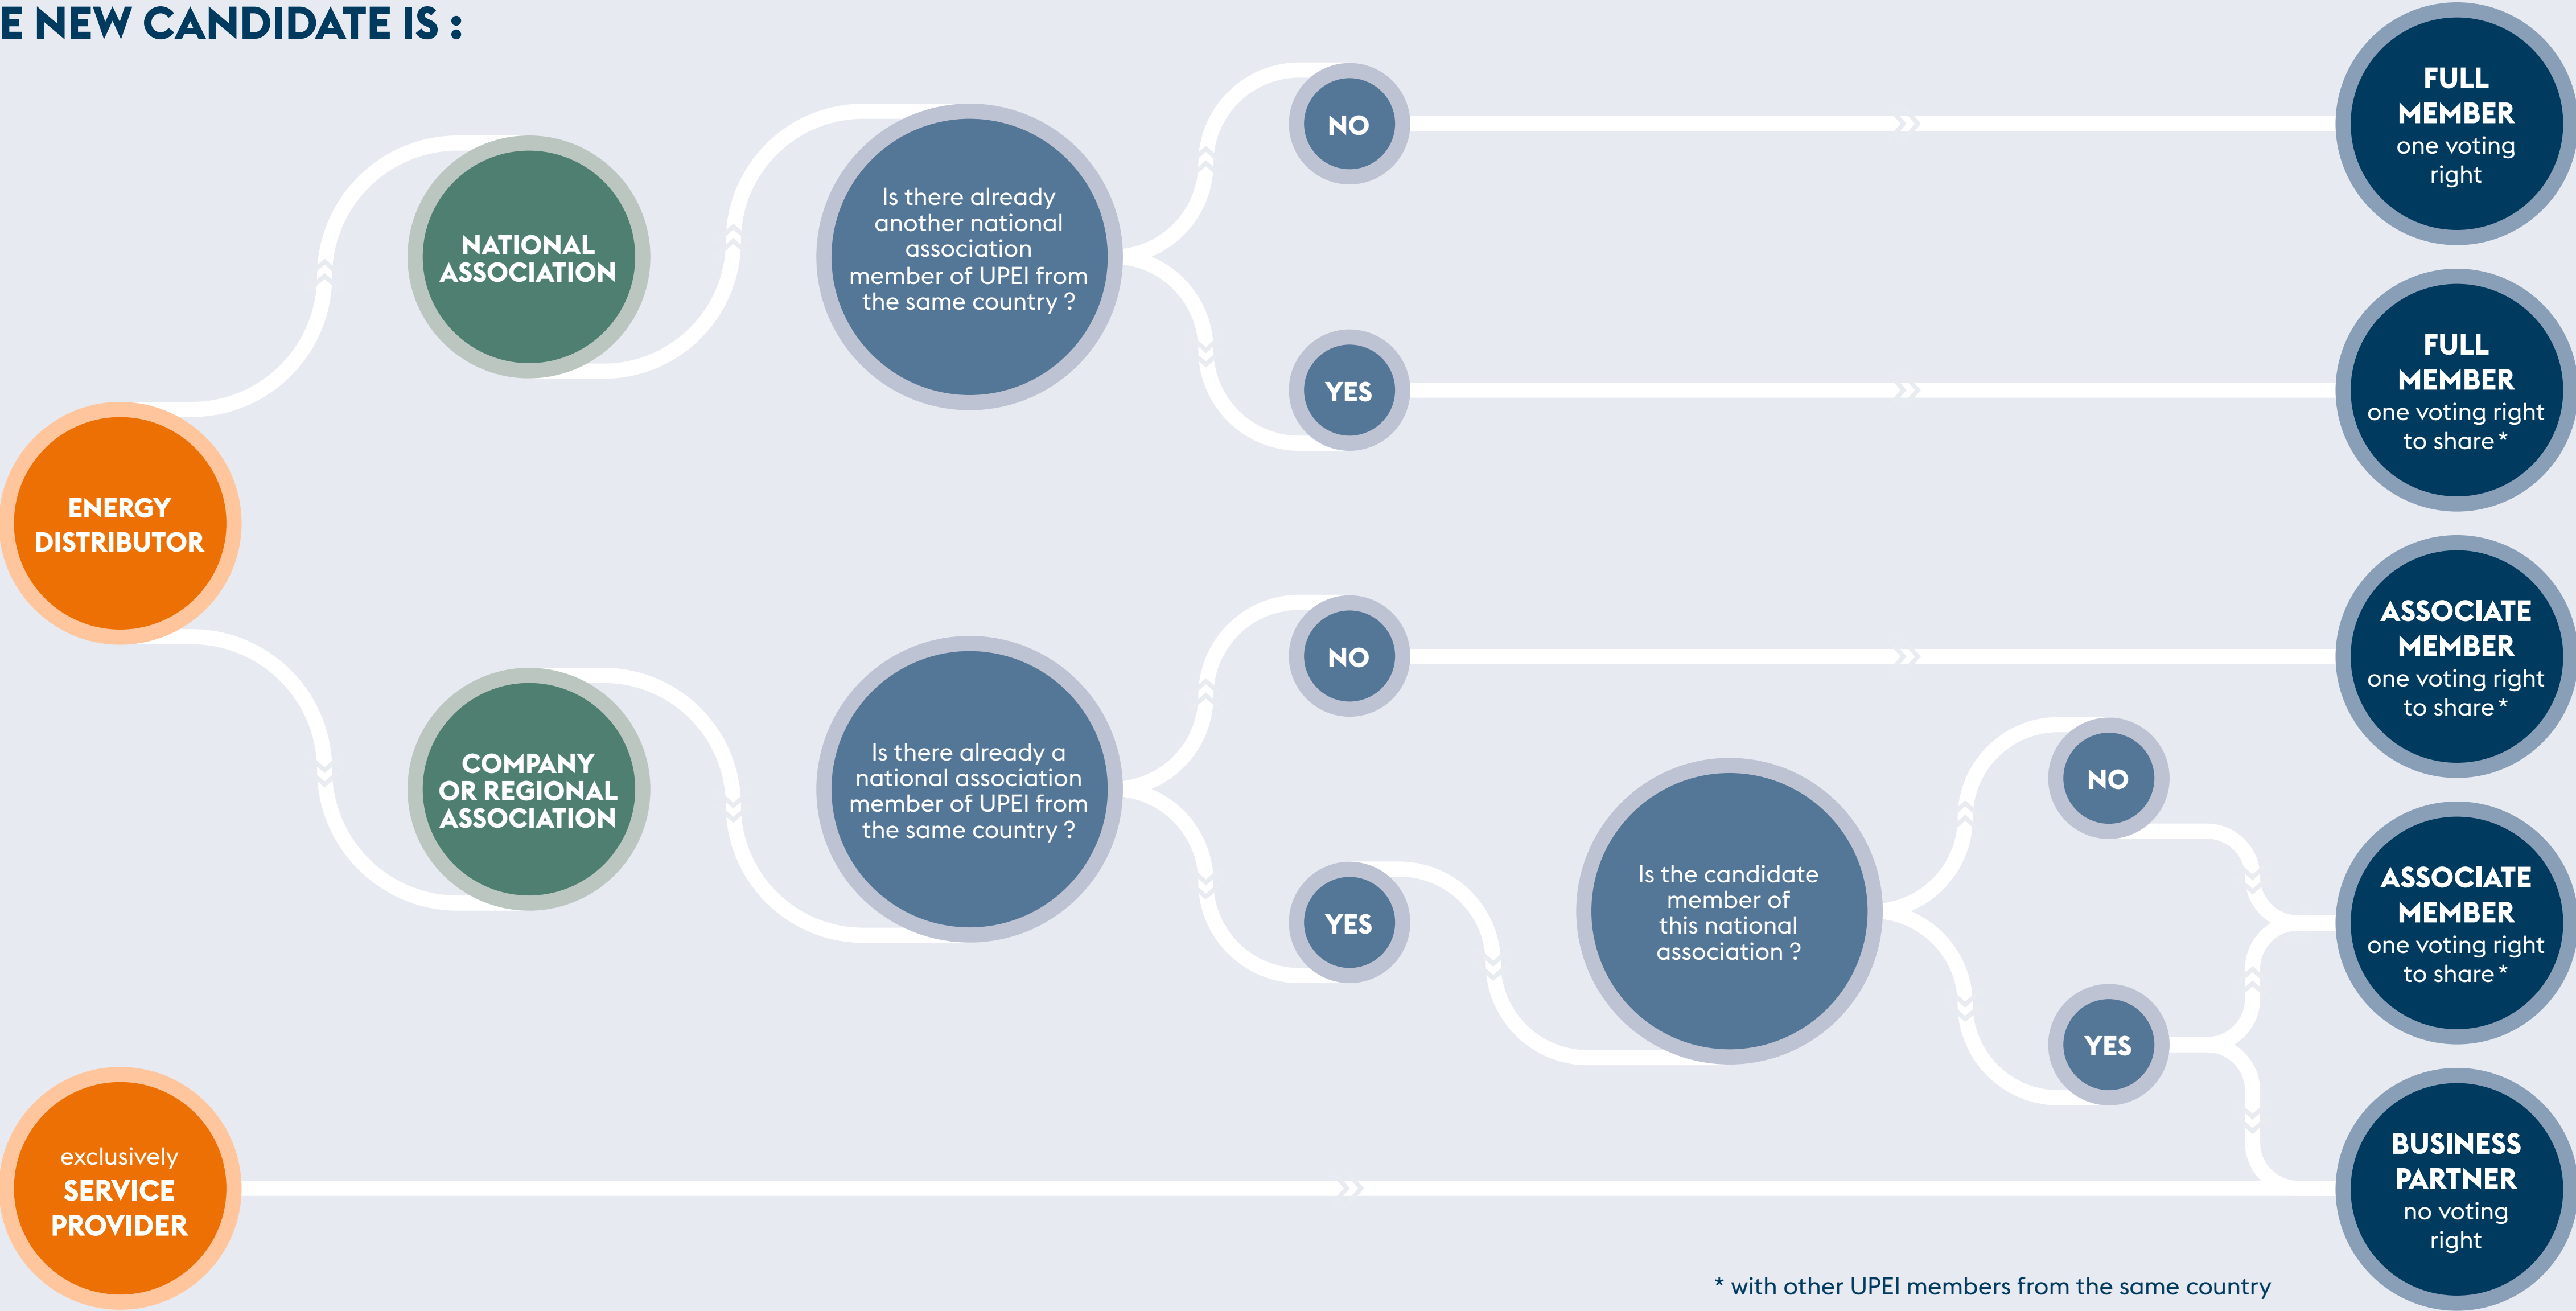 E NEW CANDIDATE IS :
NATIONAL
ASSOCIATION
Is there already
another national
association
member of UPEI from
the same country ?
NO
FULL
MEMBER
one voting
right
YES
FULL
MEMBER
one voting right
to share *
ENERGY
DISTRIBUTOR
COMPANY
OR REGIONAL
ASSOCIATION
Is there already a
national association
member of UPEI from
the same country ?
NO
ASSOCIATE
MEMBER
one voting right
to share *
YES
Is the candidate
member of
this national
association ?
NO
YES
ASSOCIATE
MEMBER
one voting right
to share *
exclusively
SERVICE
PROVIDER
BUSINESS
PARTNER
no voting
right
* with other UPEI members from the same country